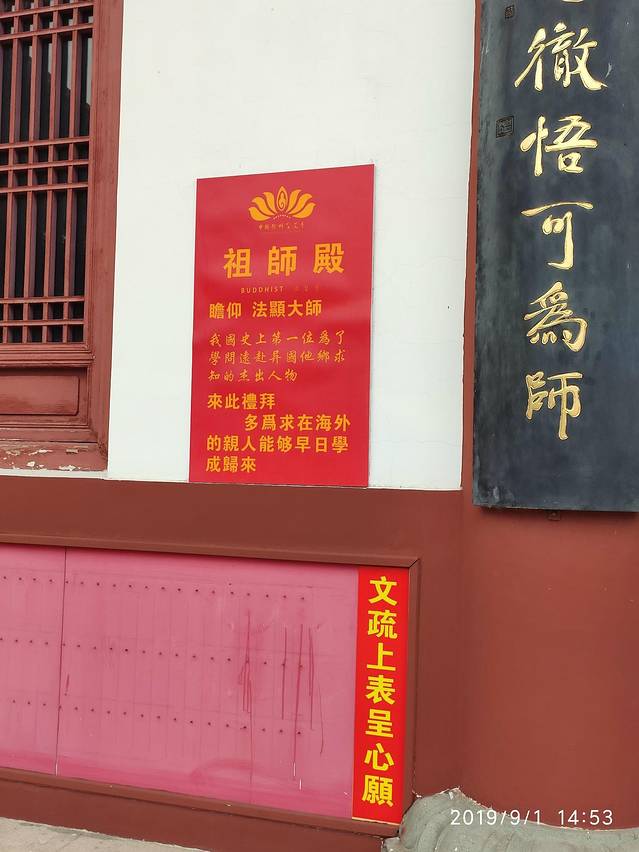 祖師殿
BUDDHIST
瞻仰 法顯大師
我國史上第一位爲了
學問遠赴异國他鄉求
知的杰出人物
來此禮拜
多爲求在海外
的親人能够早日學
成歸來
徹悟可為師
文疏上表呈心願
2019/9/1 14:53